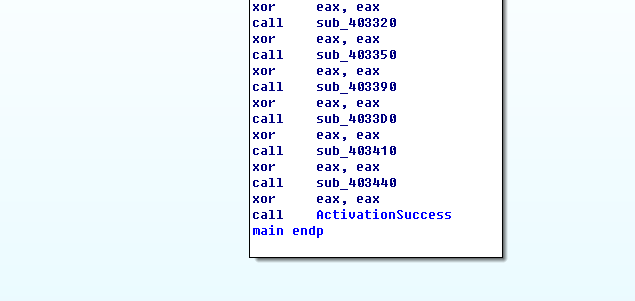 xor     eax, eax
call    sub_403320
xor     eax, eax
call    sub_403350
xor     eax, eax
call    sub_403390
xor     eax, eax
call    sub_4033D0
xor     eax, eax
call    sub_403410
xor     eax, eax
call    sub_403440
xor     eax, eax
call    ActivationSuccess
main endp